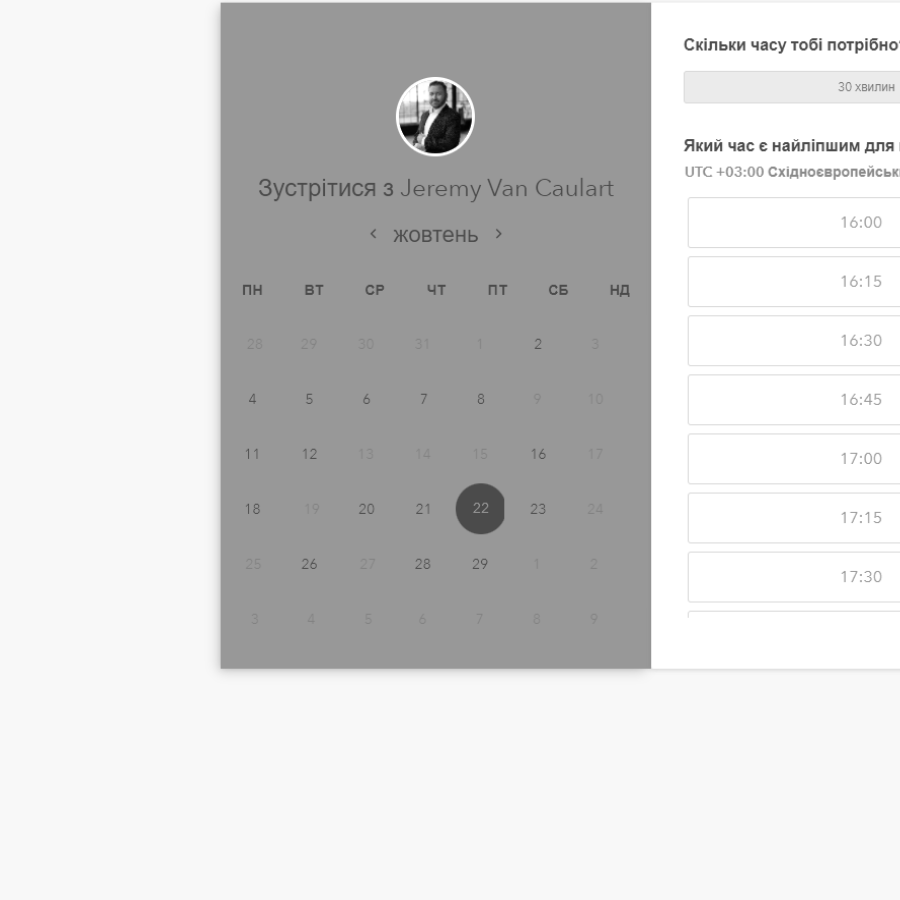 Зустрітися з Jeremy Van Caulart
жовтень
ПН ВТ СР ЧТ ПТ СБ НД
28 29 30 31 1 2 3
4 5 6 7 8 9 10
11 12 13 14 15 16 17
18 19 20 21 22 23 24
25 26 27 28 29 1 2
3 4 5 6 7 8 9
Скільки часу тобі потрібно?
30 хвилин
Який час є найліпшим для
UTC +03:00
16:00
16:15
16:30
16:45
17:00
17:15
17:30